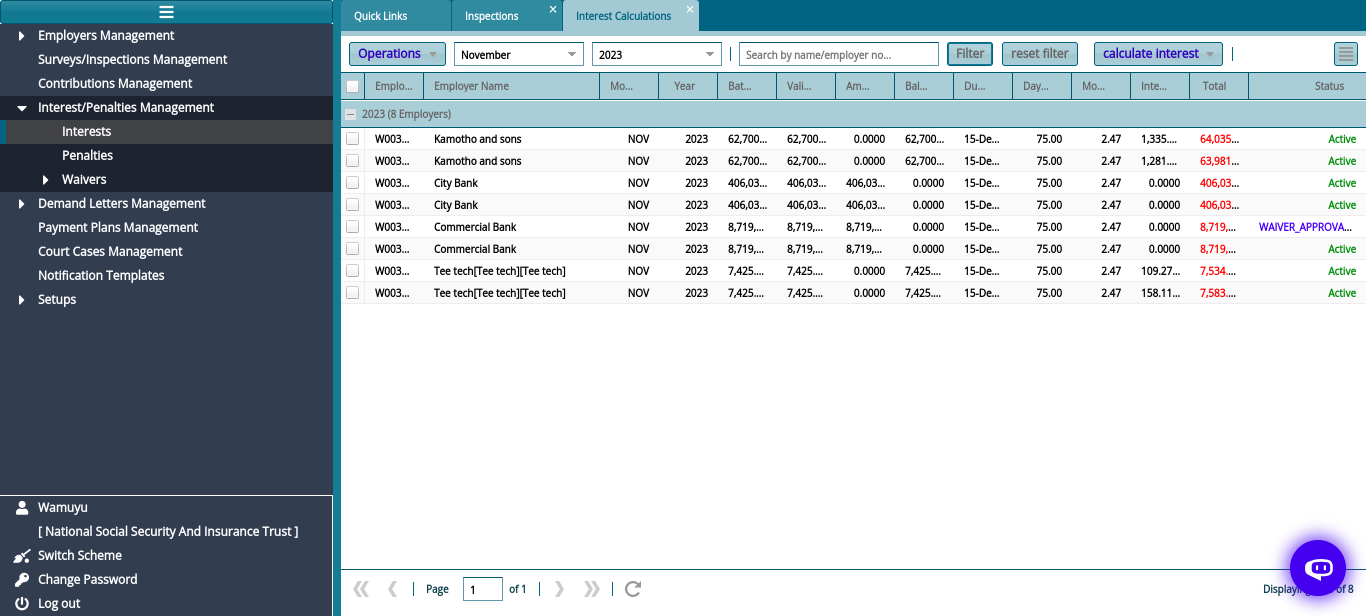 Quick Links Inspections Interest Calculations
Employers Management
Surveys/Inspections Management
Contributions Management
Interest/Penalties Management
Interests
Penalties
Waivers
Demand Letters Management
Payment Plans Management
Court Cases Management
Notification Templates
Setups
Wamuyu
[ National Social Security And Insurance Trust ]
Switch Scheme
Change Password
Log out
Operations November 2023 Search by name/employer no... Filter reset filter calculate interest
Emplo... Employer Name Mo... Year Bat... Vali... Am... Bal... Du... Day... Mo... Inte... Total Status
2023 (8 Employers)
W003... Kamotho and sons NOV 2023 62,700... 62,700... 0.0000 62,700... 15-De... 75.00 2.47 1,335.... 64,035... Active
W003... Kamotho and sons NOV 2023 62,700... 62,700... 0.0000 62,700... 15-De... 75.00 2.47 1,281.... 63,981... Active
W003... City Bank NOV 2023 406,03... 406,03... 406,03... 0.0000 15-De... 75.00 2.47 0.0000 406,03... Active
W003... City Bank NOV 2023 406,03... 406,03... 406,03... 0.0000 15-De... 75.00 2.47 0.0000 406,03... Active
W003... Commercial Bank NOV 2023 8,719,... 8,719,... 8,719,... 0.0000 15-De... 75.00 2.47 0.0000 8,719,... WAIVER_APPROVA...
W003... Commercial Bank NOV 2023 8,719,... 8,719,... 8,719,... 0.0000 15-De... 75.00 2.47 0.0000 8,719,... Active
W003... Tee tech[Tee tech][Tee tech] NOV 2023 7,425.... 7,425.... 0.0000 7,425.... 15-De... 75.00 2.47 109.27... 7,534.... Active
W003... Tee tech[Tee tech][Tee tech] NOV 2023 7,425.... 7,425.... 0.0000 7,425.... 15-De... 75.00 2.47 158.11... 7,583.... Active
Page 1 of 1 of 8